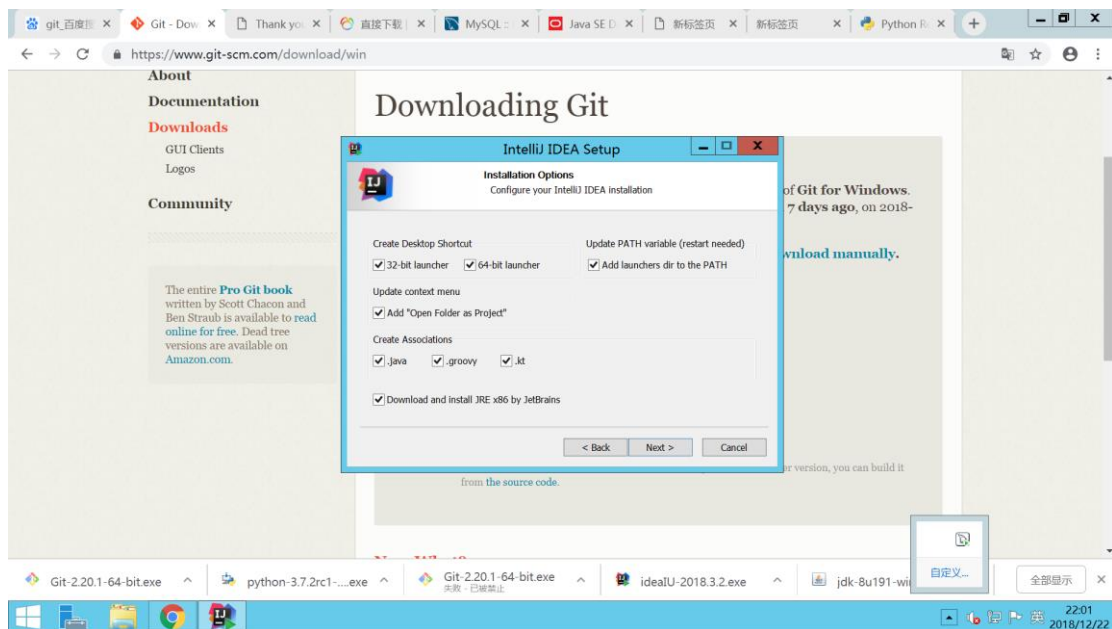 git_百度搜
Git - Dow
Thank yo
直接下载
MySQL ::
Java SE D
新标签页
新标签页
Python R
https://www.git-scm.com/download/win
About
Documentation
Downloads
GUI Clients
Logos
Community
The entire Pro Git book
written by Scott Chacon and
Ben Straub is available to read
online for free. Dead tree
versions are available on
Amazon.com.
Downloading Git
of Git for Windows.
7 days ago, on 2018-
wnload manually.
er version, you can build it
from the source code.
IntelliJ IDEA Setup
Installation Options
Configure your IntelliJ IDEA installation
Create Desktop Shortcut
Update PATH variable (restart needed)
32-bit launcher
64-bit launcher
Add launchers dir to the PATH
Update context menu
Add "Open Folder as Project"
Create Associations
.java
.groovy
.kt
Download and install JRE x86 by JetBrains
< Back
Next >
Cancel
自定义...
Git-2.20.1-64-bit.exe
python-3.7.2rc1-....exe
Git-2.20.1-64-bit.exe
失败 - 已被禁止
ideaIU-2018.3.2.exe
jdk-8u191-wi
全部显示
英
22:01
2018/12/22